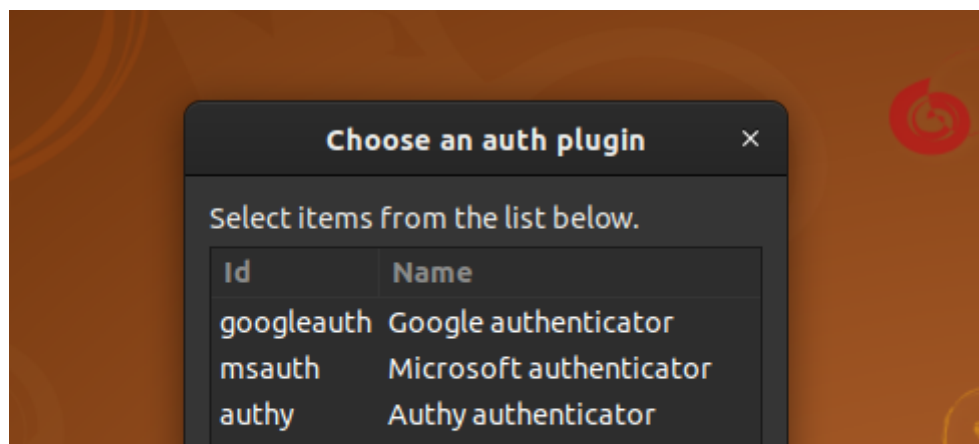 Choose an auth plugin ×
Select items from the list below.
Id Name
googleauth Google authenticator
msauth Microsoft authenticator
authy Authy authenticator